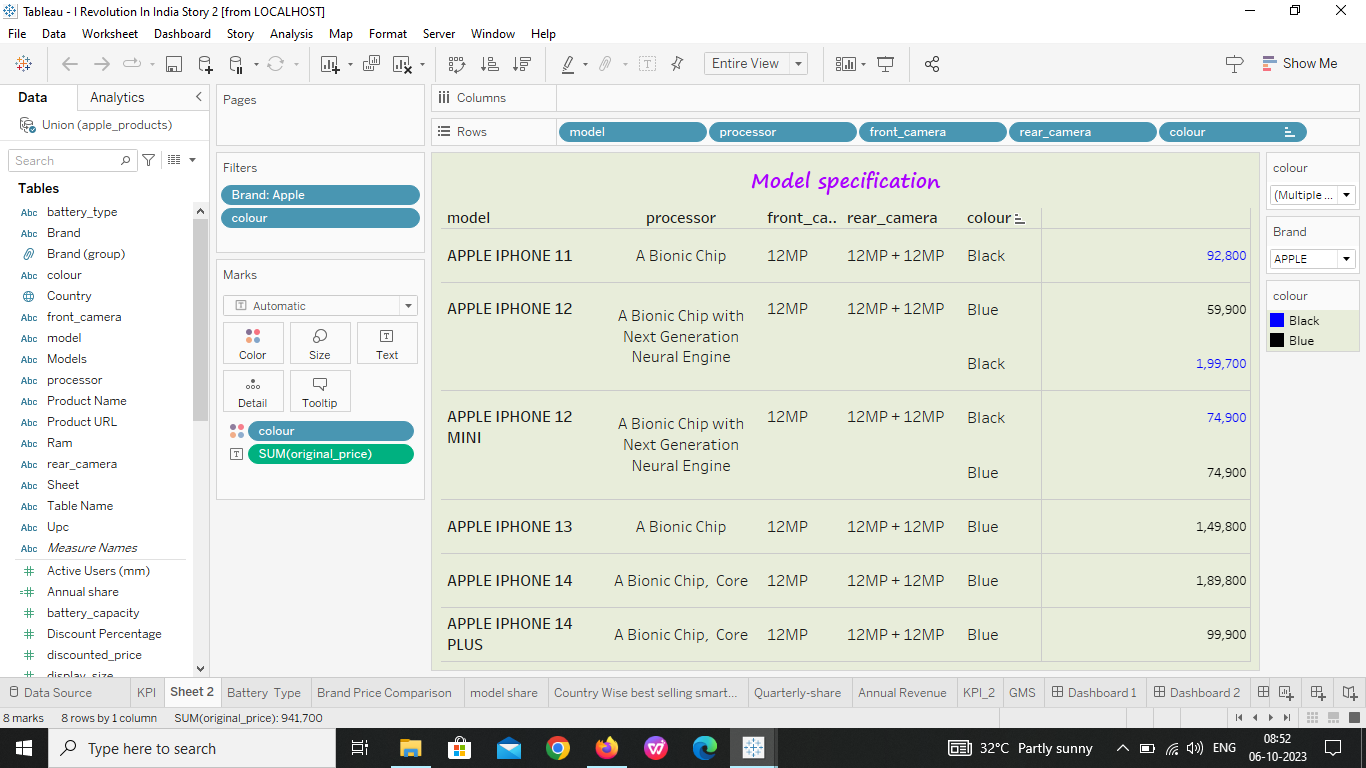 Tableau - I Revolution In India Story 2 [from LOCALHOST]
File Data Worksheet Dashboard Story Analysis Map Format Server Window Help
Entire View Show Me
Data Analytics
Union (apple_products)
Search
Tables
Abc battery_type
Abc Brand
Brand (group)
Abc colour
Country
Abc front_camera
Abc model
Abc Models
Abc processor
Abc Product Name
Abc Product URL
Abc Ram
Abc rear_camera
Abc Sheet
Abc Table Name
Abc Upc
Abc Measure Names
# Active Users (mm)
=# Annual share
# battery_capacity
# Discount Percentage
# discounted_price
# display_size
Pages
Filters
Brand: Apple
colour
Marks
Automatic
Color Size Text
Detail Tooltip
colour
SUM(original_price)
Columns
Rows model processor front_camera rear_camera colour
Model specification
model processor front_ca.. rear_camera colour
APPLE IPHONE 11 A Bionic Chip 12MP 12MP + 12MP Black 92,800
APPLE IPHONE 12 A Bionic Chip with Next Generation Neural Engine 12MP 12MP + 12MP Blue 59,900
Black 1,99,700
APPLE IPHONE 12 MINI A Bionic Chip with Next Generation Neural Engine 12MP 12MP + 12MP Black 74,900
Blue 74,900
APPLE IPHONE 13 A Bionic Chip 12MP 12MP + 12MP Blue 1,49,800
APPLE IPHONE 14 A Bionic Chip, Core 12MP 12MP + 12MP Blue 1,89,800
APPLE IPHONE 14 PLUS A Bionic Chip, Core 12MP 12MP + 12MP Blue 99,900
colour
(Multiple ...
Brand
APPLE
colour
Black
Blue
Data Source KPI Sheet 2 Battery Type Brand Price Comparison model share Country Wise best selling smart... Quarterly-share Annual Revenue KPI_2 GMS Dashboard 1 Dashboard 2
8 marks 8 rows by 1 column SUM(original_price): 941,700
Type here to search
32°C Partly sunny ENG 08:52
06-10-2023